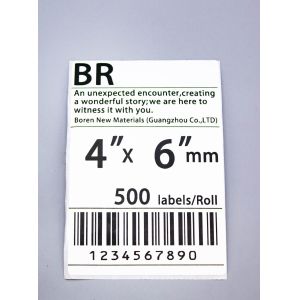 BR
An unexpected encounter,creating
a wonderful story;we are here to
witness it with you.
Boren New Materials (Guangzhou Co.,LTD)
4”x 6”mm
500 labels/Roll
1234567890